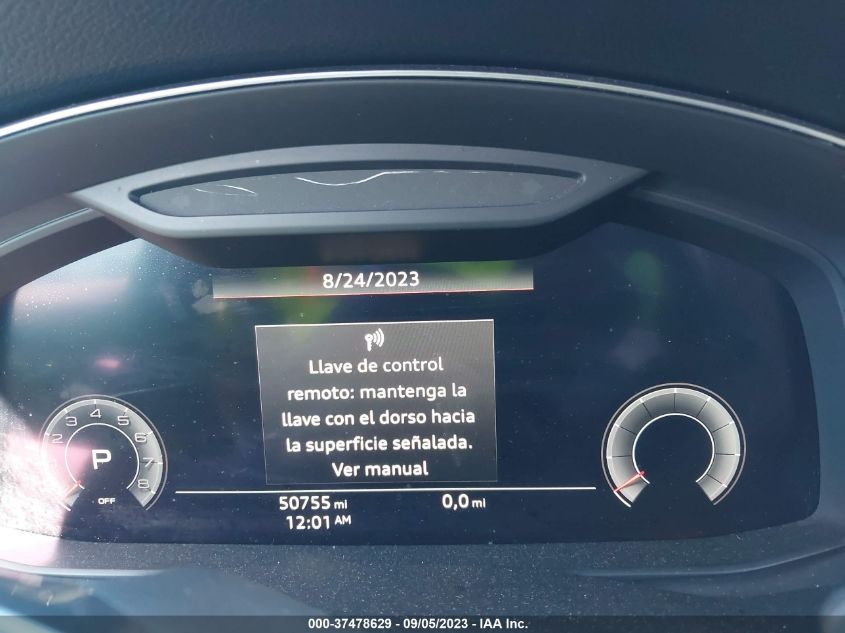 8/24/2023
Llave de control
remoto: mantenga la
llave con el dorso hacia
la superficie señalada.
Ver manual
2 3 4 5 6 7 8
P
OFF
50755 mi
0,0 mi
12:01 AM
000-37478629 - 09/05/2023 - IAA Inc.